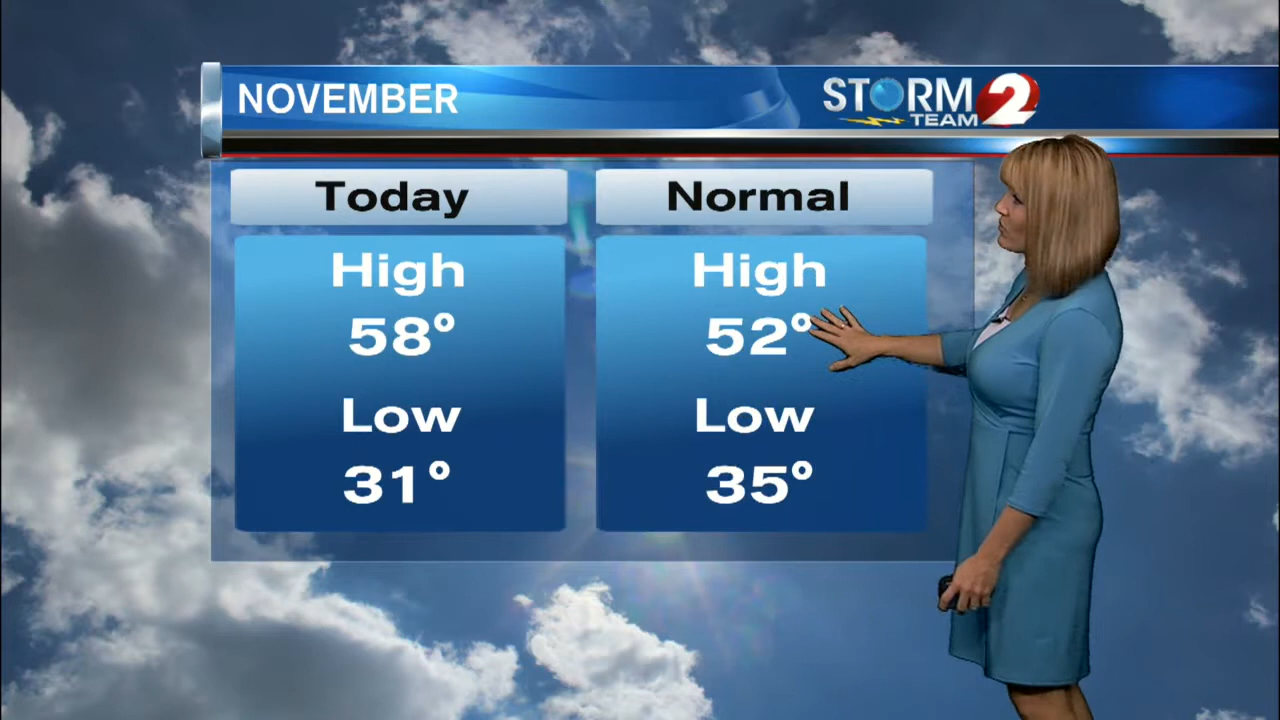 NOVEMBER
STORM
TEAM 2
Today
Normal
High
58°
Low
31°
High
52°
Low
35°